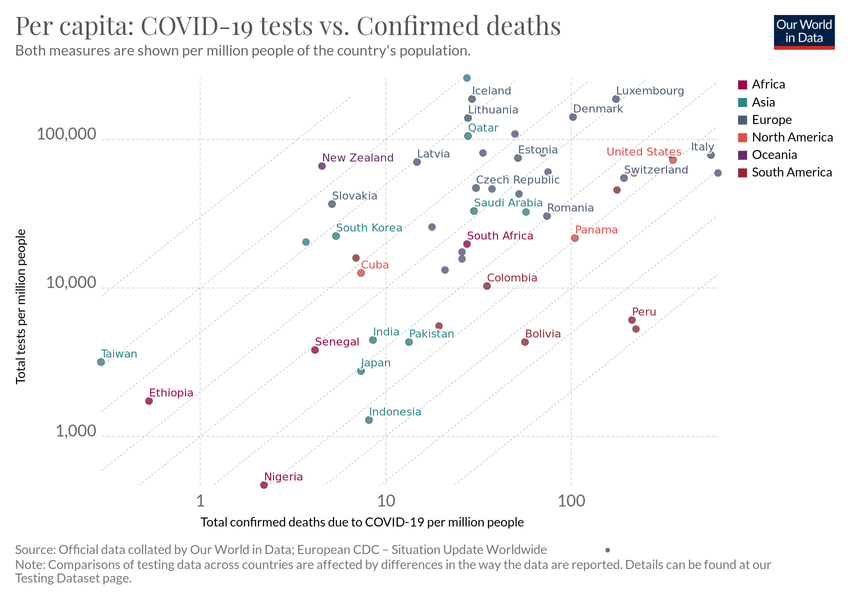 Per capita: COVID-19 tests vs. Confirmed deaths
Both measures are shown per million people of the country's population.
Our World
in Data
Iceland
Luxembourg
Lithuania
Denmark
Qatar
100,000
New Zealand
Latvia
Estonia
United States
Italy
Czech Republic
Switzerland
Slovakia
Saudi Arabia
Romania
South Korea
South Africa
Panama
Cuba
Colombia
10,000
Peru
India
Pakistan
Bolivia
Senegal
Taiwan
Japan
Ethiopia
Indonesia
1,000
Nigeria
Africa
Asia
Europe
North America
Oceania
South America
Total tests per million people
1
10
100
Total confirmed deaths due to COVID-19 per million people
Source: Official data collated by Our World in Data; European CDC – Situation Update Worldwide
Note: Comparisons of testing data across countries are affected by differences in the way the data are reported. Details can be found at our
Testing Dataset page.